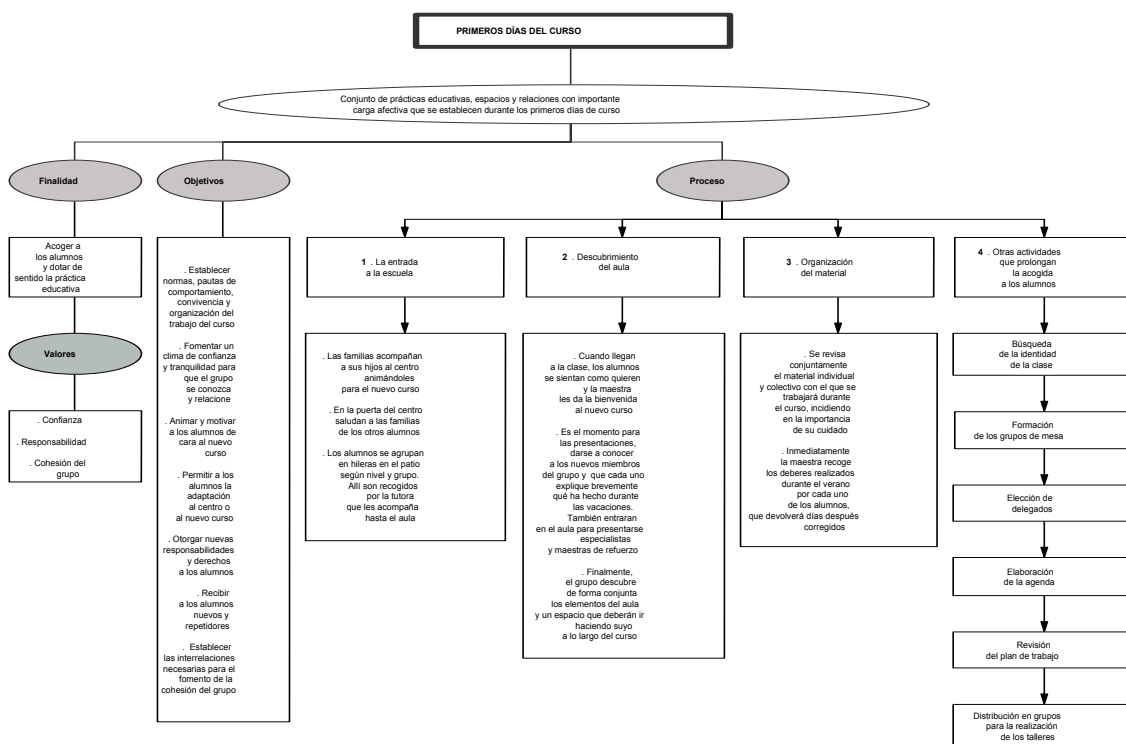 PRIMEROS DÍAS DEL CURSO
Conjunto de prácticas educativas, espacios y relaciones con importante
carga afectiva que se establecen durante los primeros días de curso
Finalidad
Objetivos
Proceso
Acoger a
los alumnos
y dotar de
sentido la práctica
educativa
Valores
. Confianza
. Responsabilidad
. Cohesión del
grupo
. Establecer
normas, pautas de
comportamiento,
convivencia y
organización del
trabajo del curso
. Fomentar un
clima de confianza
y tranquilidad para
que el grupo
se conozca
y relacione
. Animar y motivar
a los alumnos de
cara al nuevo
curso
. Permitir a los
alumnos la
adaptación
al centro o
al nuevo curso
. Otorgar nuevas
responsabilidades
y derechos
a los alumnos
. Recibir
a los alumnos
nuevos y
repetidores
. Establecer
las interrelaciones
necesarias para el
fomento de la
cohesión del grupo
1 . La entrada
a la escuela
. Las familias acompañan
a sus hijos al centro
animándoles
para el nuevo curso
. En la puerta del centro
saludan a las familias
de los otros alumnos
. Los alumnos se agrupan
en hileras en el patio
según nivel y grupo.
Allí son recogidos
por la tutora
que les acompaña
hasta el aula
2 . Descubrimiento
del aula
. Cuando llegan
a la clase, los alumnos
se sientan como quieren
y la maestra
les da la bienvenida
al nuevo curso
. Es el momento para
las presentaciones,
darse a conocer
a los nuevos miembros
del grupo y que cada uno
explique brevemente
qué ha hecho durante
las vacaciones.
También entraran
en el aula para presentarse
especialistas
y maestras de refuerzo
. Finalmente,
el grupo descubre
de forma conjunta
los elementos del aula
y un espacio que deberán ir
haciendo suyo
a lo largo del curso
3 . Organización
del material
. Se revisa
conjuntamente
el material individual
y colectivo con el que se
trabajará durante
el curso, incidiendo
en la importancia
de su cuidado
. Inmediatamente
la maestra recoge
los deberes realizados
durante el verano
por cada uno
de los alumnos,
que devolverá días después
corregidos
4 . Otras actividades
que prolongan
la acogida
a los alumnos
Búsqueda
de la identidad
de la clase
Formación
de los grupos de mesa
Elección de
delegados
Elaboración
de la agenda
Revisión
del plan de trabajo
Distribución en grupos
para la realización
de los talleres